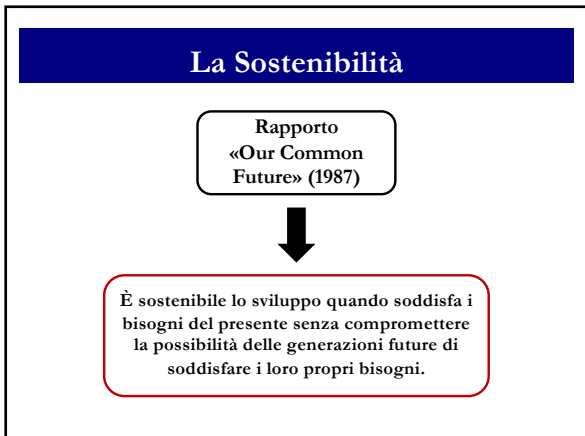 La Sostenibilità
Rapporto
«Our Common
Future» (1987)
È sostenibile lo sviluppo quando soddisfa i
bisogni del presente senza compromettere
la possibilità delle generazioni future di
soddisfare i loro propri bisogni.